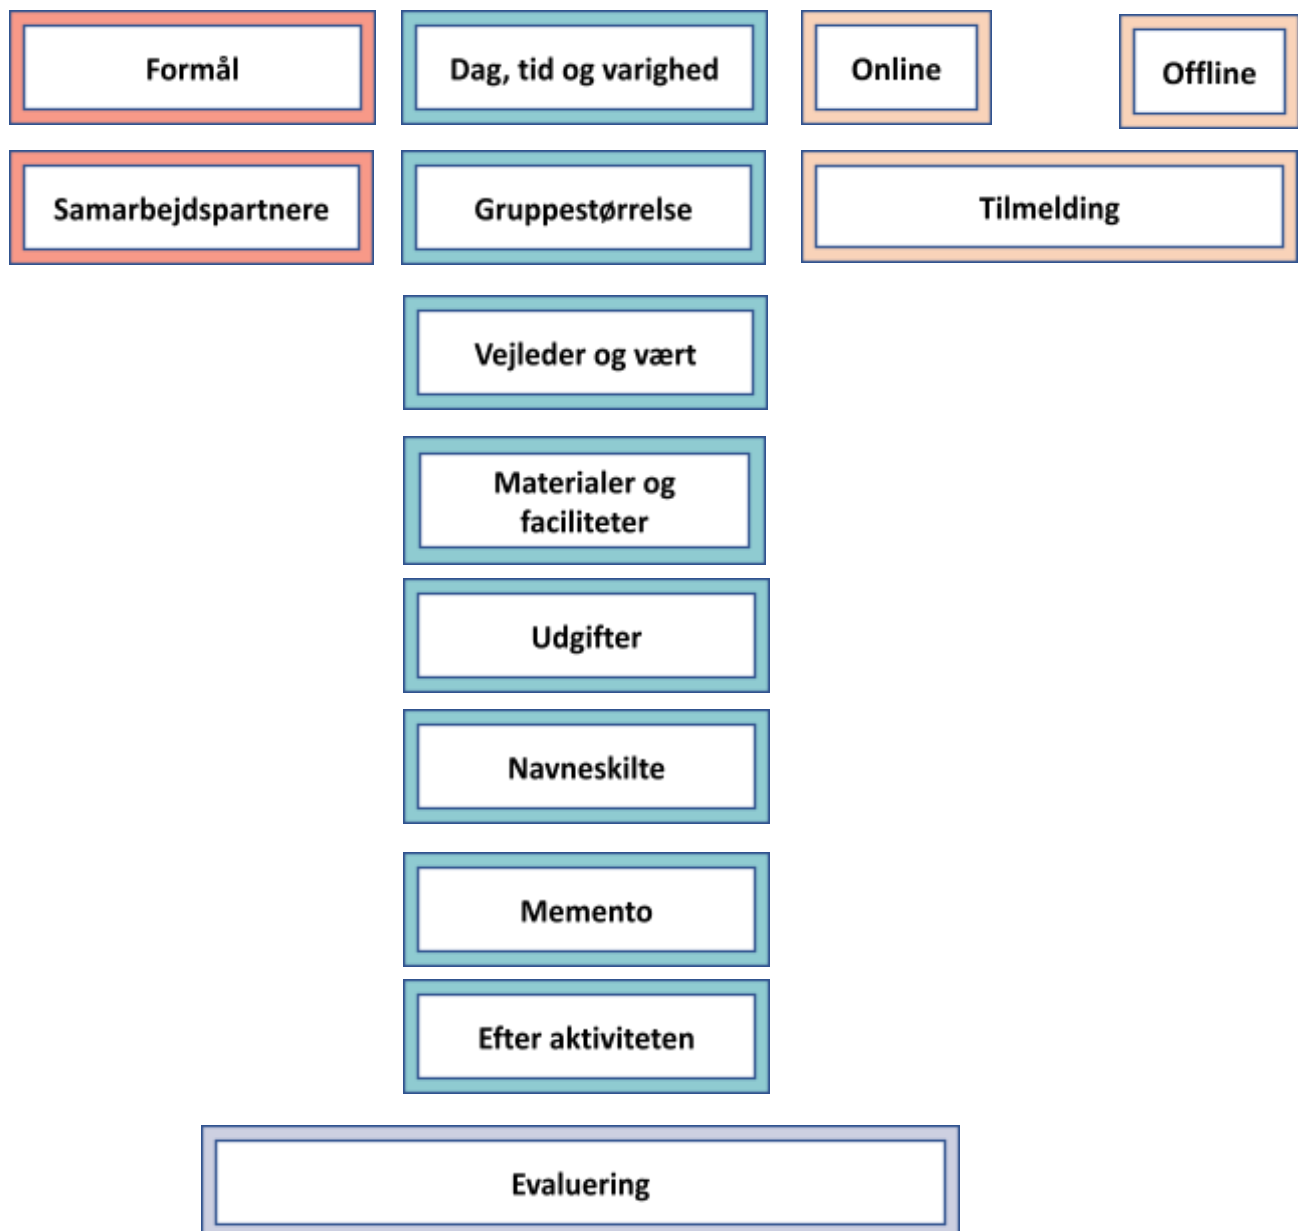 Formål
Dag, tid og varighed
Online
Offline
Samarbejdspartnere
Gruppestørrelse
Tilmelding
Vejleder og vært
Materialer og
faciliteter
Udgifter
Navneskilte
Memento
Efter aktiviteten
Evaluering